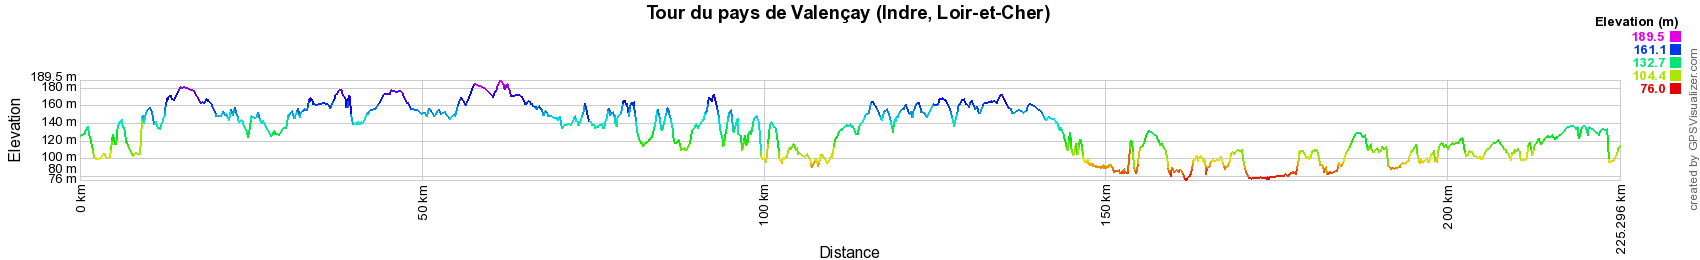 Tour du pays de Valençay (Indre, Loir-et-Cher)
Elevation (m)
189.5
161.1
132.7
104.4
76.0
189.5 m
180 m
160 m
140 m
120 m
100 m
80 m
76 m
Elevation
0 km
50 km
100 km
150 km
200 km
225.296 km
Distance
created by GPSVisualizer.com